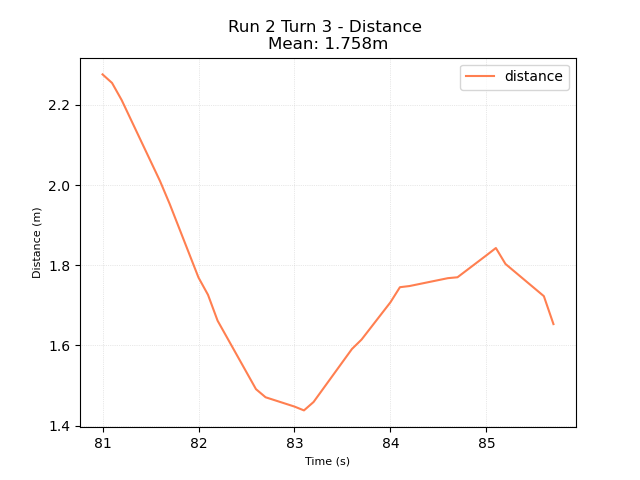 Run 2 Turn 3 - Distance
Mean: 1.758m
distance
Distance (m)
2.2
2.0
1.8
1.6
1.4
81 82 83 84 85
Time (s)